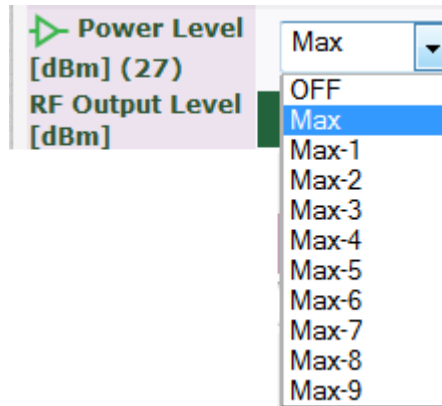 Power Level
[dBm] (27)
RF Output Level
[dBm]
Max
OFF
Max
Max-1
Max-2
Max-3
Max-4
Max-5
Max-6
Max-7
Max-8
Max-9